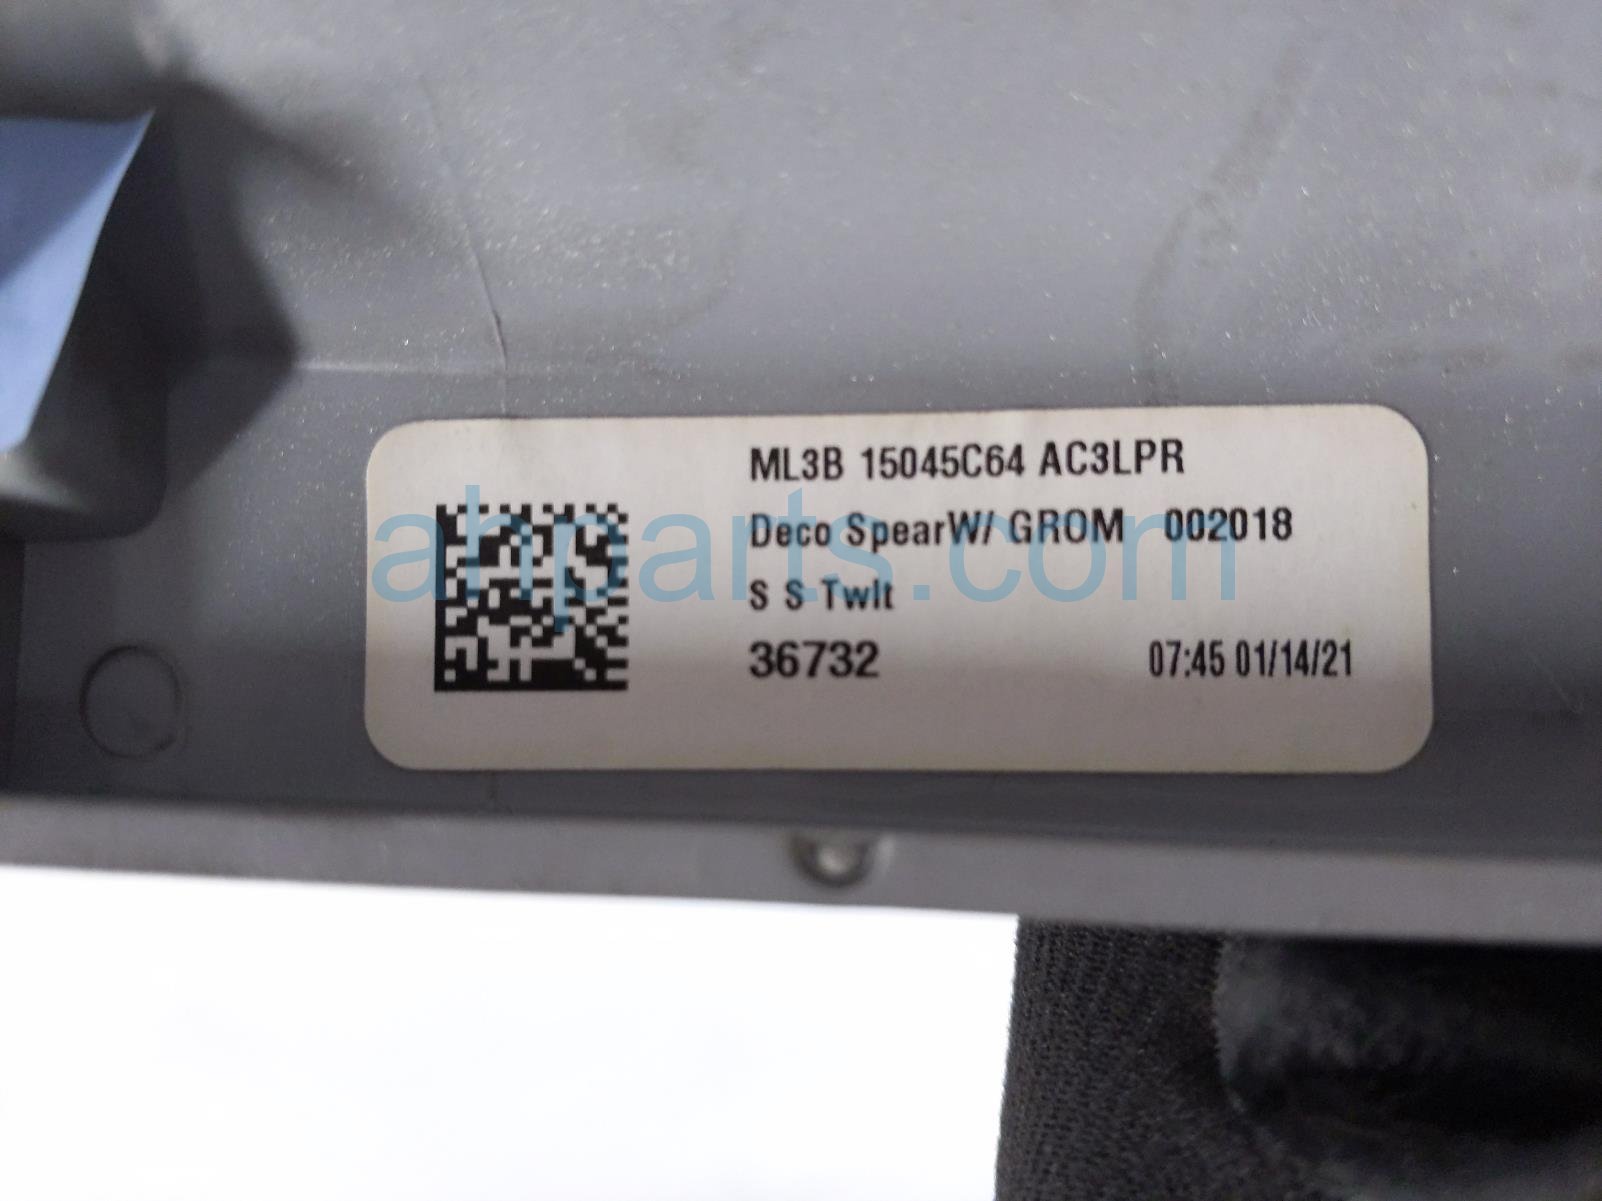 ML3B 15045C64 AC3LPR
Deco SpearW/ GROM 002018
S S Twlt
36732 07:45 01/14/21
ahparts.com